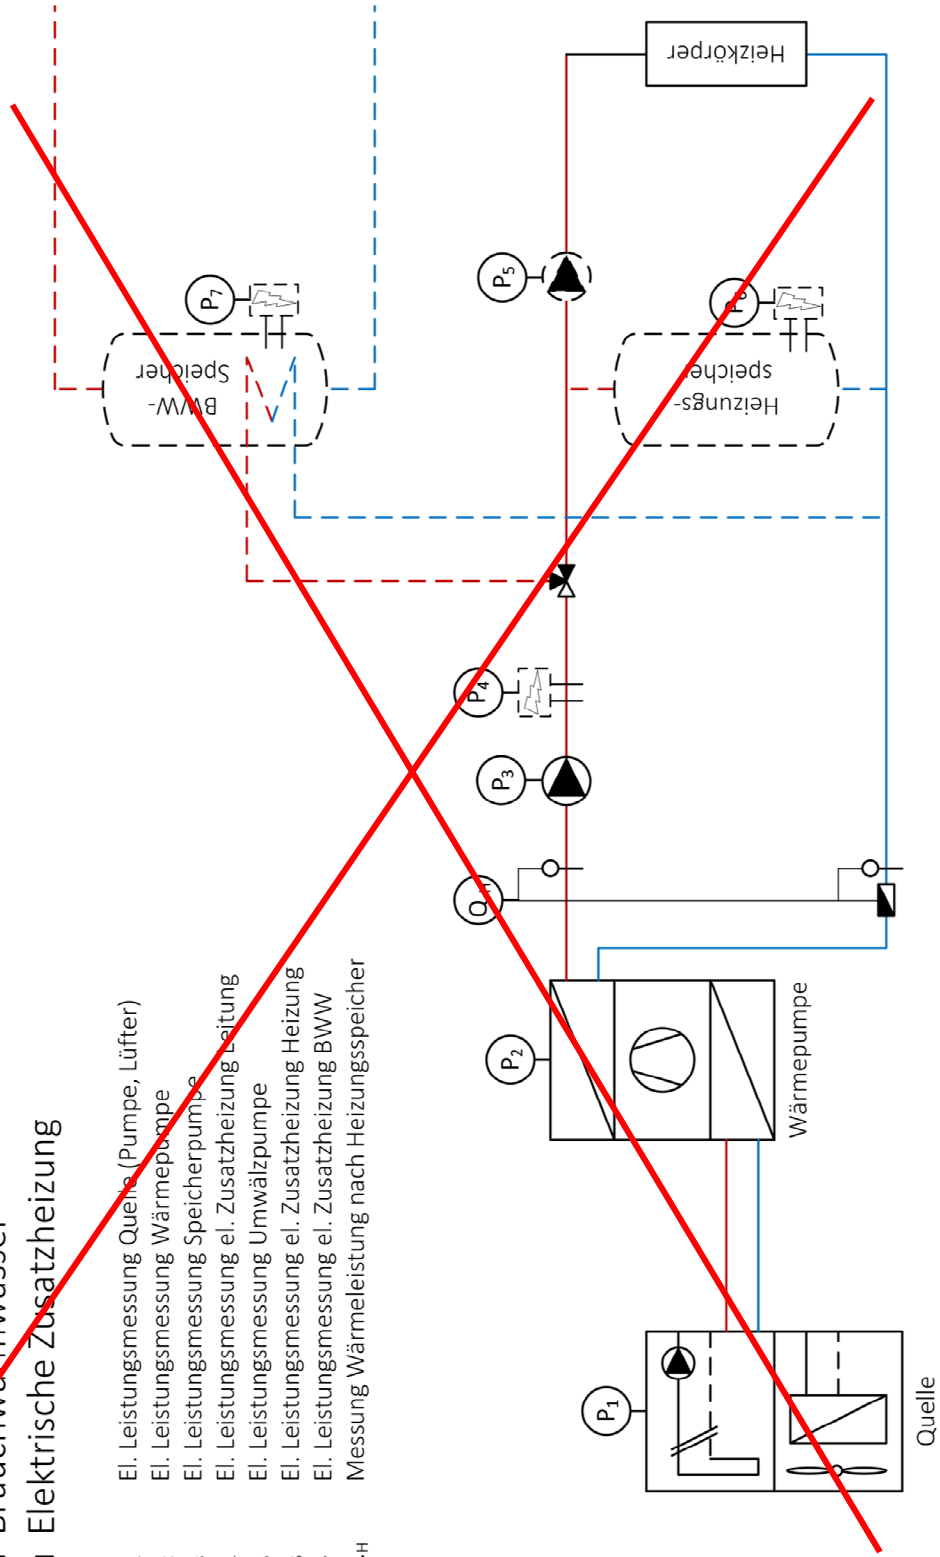 Elektrische Zusatzheizung
El. Leistungsmessung Quelle (Pumpe, Lüfter)
El. Leistungsmessung Wärmepumpe
El. Leistungsmessung Speicherpumpe
El. Leistungsmessung el. Zusatzheizung Leitung
El. Leistungsmessung Umwälzpumpe
El. Leistungsmessung el. Zusatzheizung Heizung
El. Leistungsmessung el. Zusatzheizung BWW
Messung Wärmeleistung nach Heizungsspeicher
H
P1
Quelle
P2
Wärmepumpe
QH
P3
P4
P5
P7
BWW-
Speicher
Heizungs-
speicher
Heizkörper